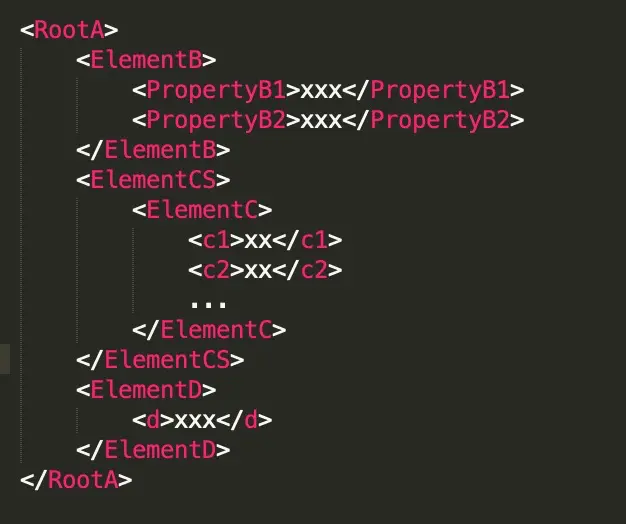 <RootA>
<ElementB>
<PropertyB1>xxx</PropertyB1>
<PropertyB2>xxx</PropertyB2>
</ElementB>
<ElementCS>
<ElementC>
<c1>xx</c1>
<c2>xx</c2>
...
</ElementC>
</ElementCS>
<ElementD>
<d>xxx</d>
</ElementD>
</RootA>